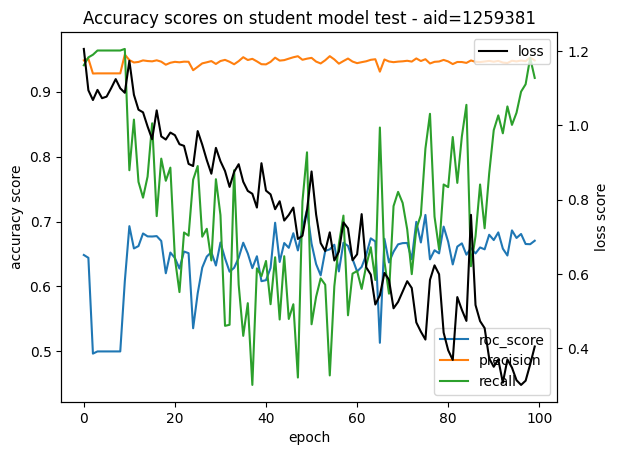 Accuracy scores on student model test - aid=1259381
loss
roc_score
precision
recall
accuracy score
0.9
0.8
0.7
0.6
0.5
1.2
1.0
0.8
0.6
0.4
loss score
0 20 40 60 80 100
epoch